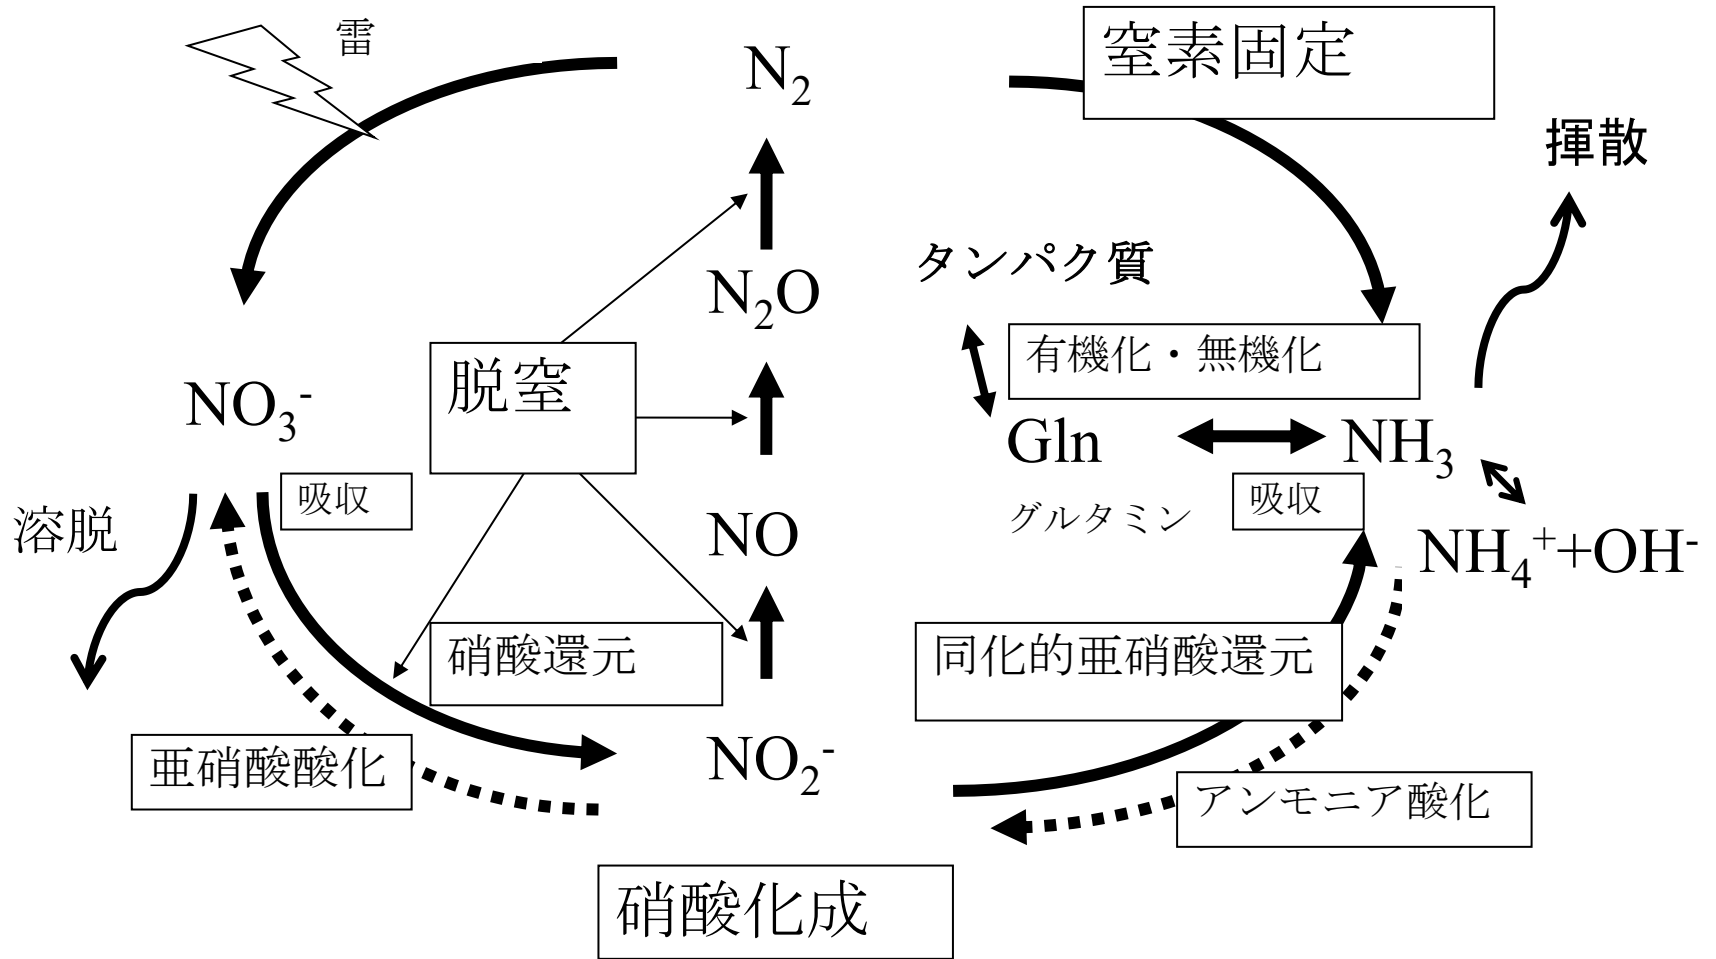 雷
N2
窒素固定
揮散
タンパク質
N2O
有機化・無機化
脱窒
NO3-
Gln
NH3
吸収
吸収
溶脱
グルタミン
NO
NH4++OH-
硝酸還元
同化的亜硝酸還元
亜硝酸酸化
NO2-
アンモニア酸化
硝酸化成